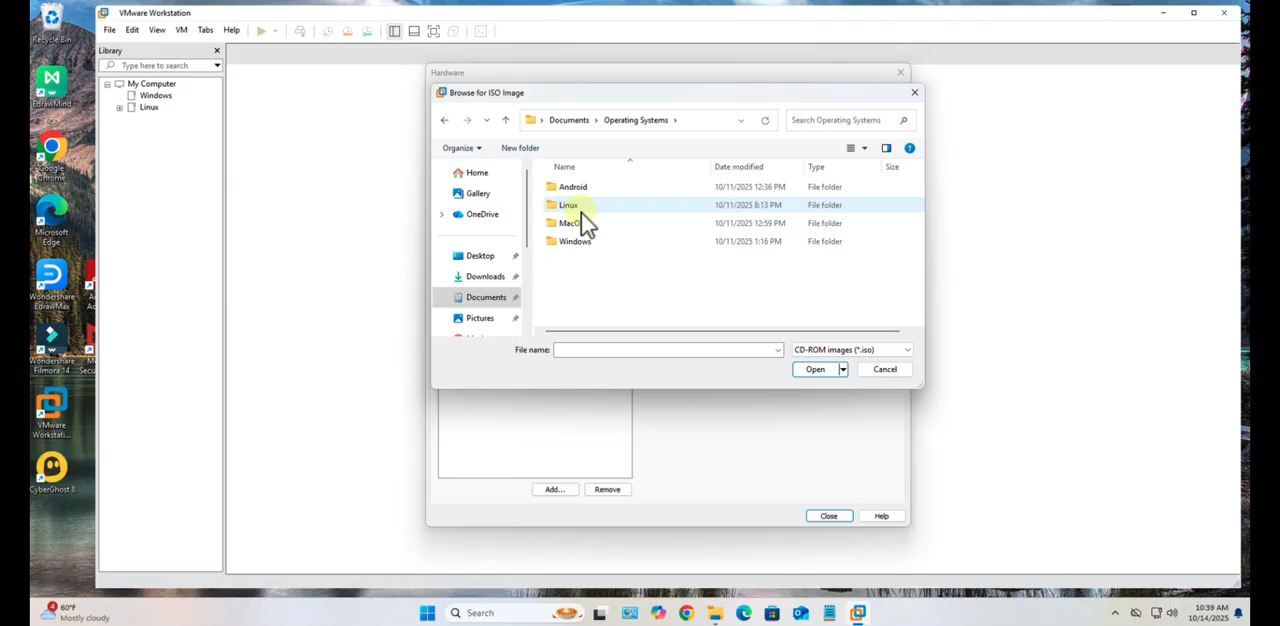 Recycle Bin
EdrawMind
Google
Chrome
Microsoft
Edge
Wondershare
EdrawMax
Wondershare
Filmora 14
VMware
Workstati...
CyberGhost 8
VMware Workstation
File Edit View VM Tabs Help
Library
Type here to search
My Computer
Windows
Linux
Hardware
Browse for ISO Image
Documents > Operating Systems >
Search Operating Systems
Organize
New folder
Home
Gallery
OneDrive
Desktop
Downloads
Documents
Pictures
Name Date modified Type Size
Android 10/11/2025 12:36 PM File folder
Linux 10/11/2025 8:13 PM File folder
MacO 10/11/2025 12:59 PM File folder
Windows 10/11/2025 1:16 PM File folder
File name:
CD-ROM images (*.iso)
Open
Cancel
Add...
Remove
Close
Help
4
60°F
Mostly cloudy
Search
10:39 AM
10/14/2025